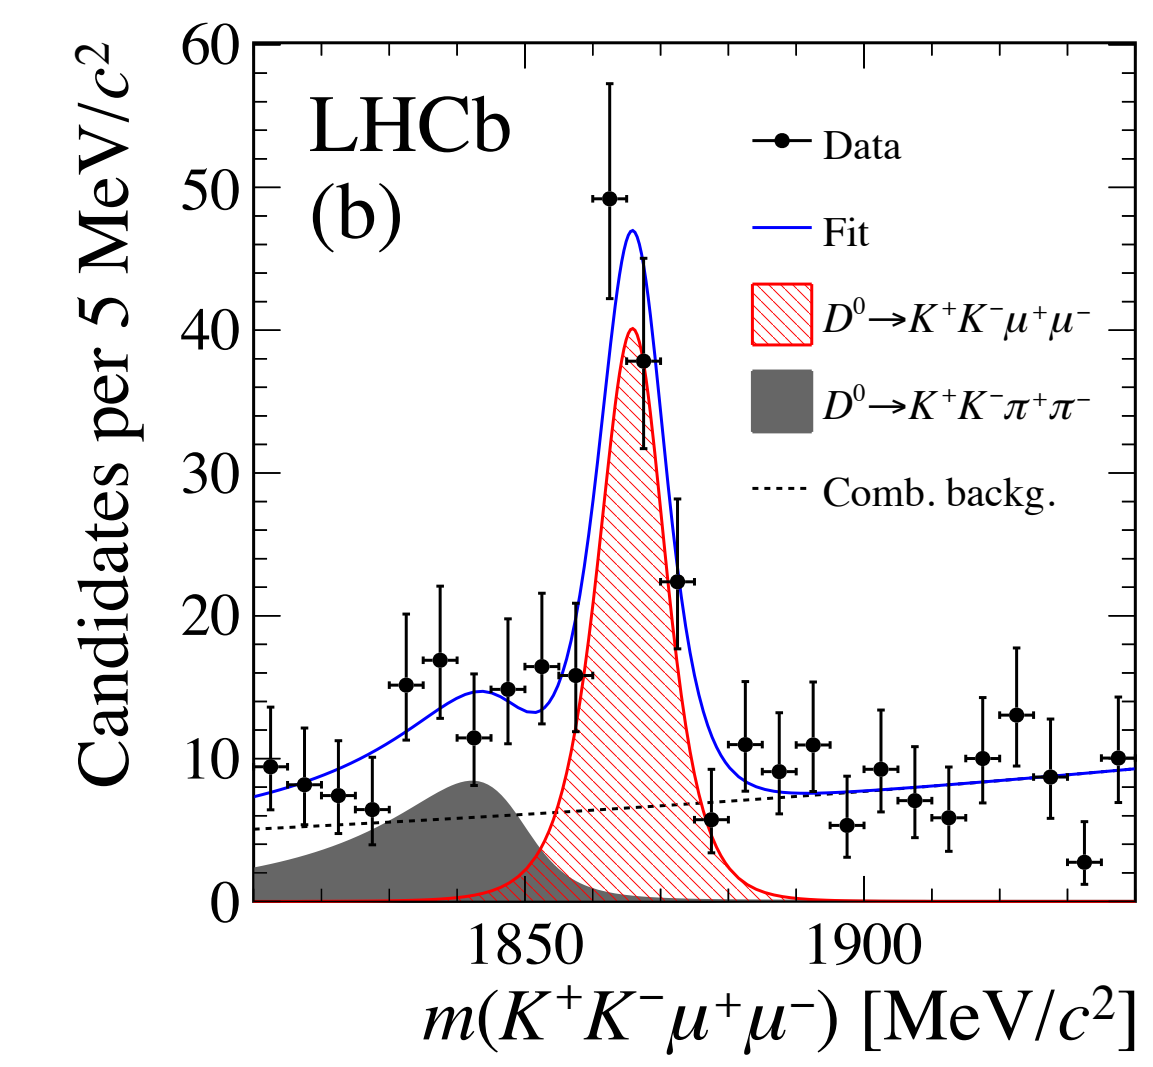 Candidates per 5 MeV/c²
60
50
40
30
20
10
0
LHCb
(b)
Data
Fit
D⁰→K⁺K⁻μ⁺μ⁻
D⁰→K⁺K⁻π⁺π⁻
Comb. backg.
1850 1900
m(K⁺K⁻μ⁺μ⁻) [MeV/c²]